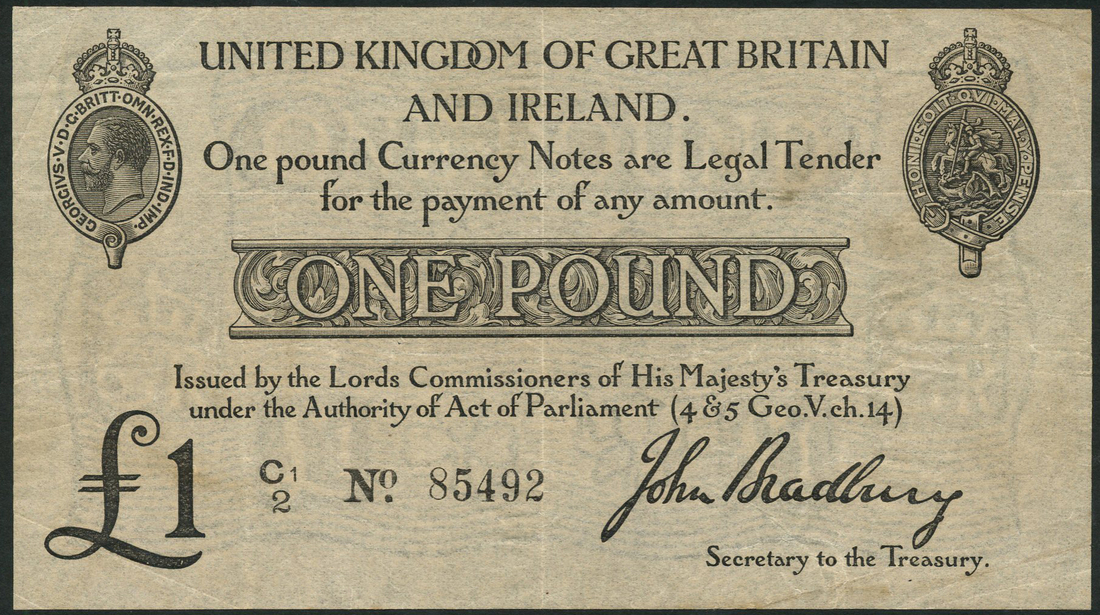 UNITED KINGDOM OF GREAT BRITAIN
AND IRELAND.
GEORGIVS·V·D·G·BRITT·OMN·REX·F·D·IND·IMP·
HONI·SOIT·QVI·MAL·Y·PENSE·
One pound Currency Notes are Legal Tender
for the payment of any amount.
ONE POUND
Issued by the Lords Commissioners of His Majesty's Treasury
under the Authority of Act of Parliament (4 & 5 Geo.V.ch.14)
£1
C1/2 No. 85492
John Bradbury
Secretary to the Treasury.